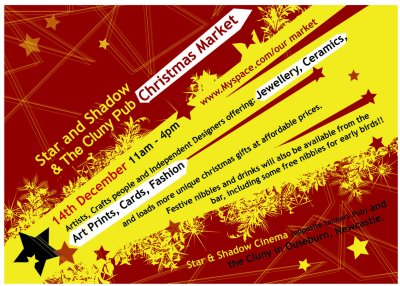 Star and Shadow
& The Cluny Pub
Christmas Market
www.Myspace.com/our market
14th December 11am - 4pm
Artists, Crafts people and Independent Designers offering: Jewellery, Ceramics,
Art Prints, Cards, Fashion
and loads more unique christmas gifts at affordable prices.
Festive nibbles and drinks will also be available from the
bar, including some free nibbles for early birds!!
Star & Shadow Cinema (opposite Tanners Pub) and
the Cluny in Ouseburn, Newcastle.